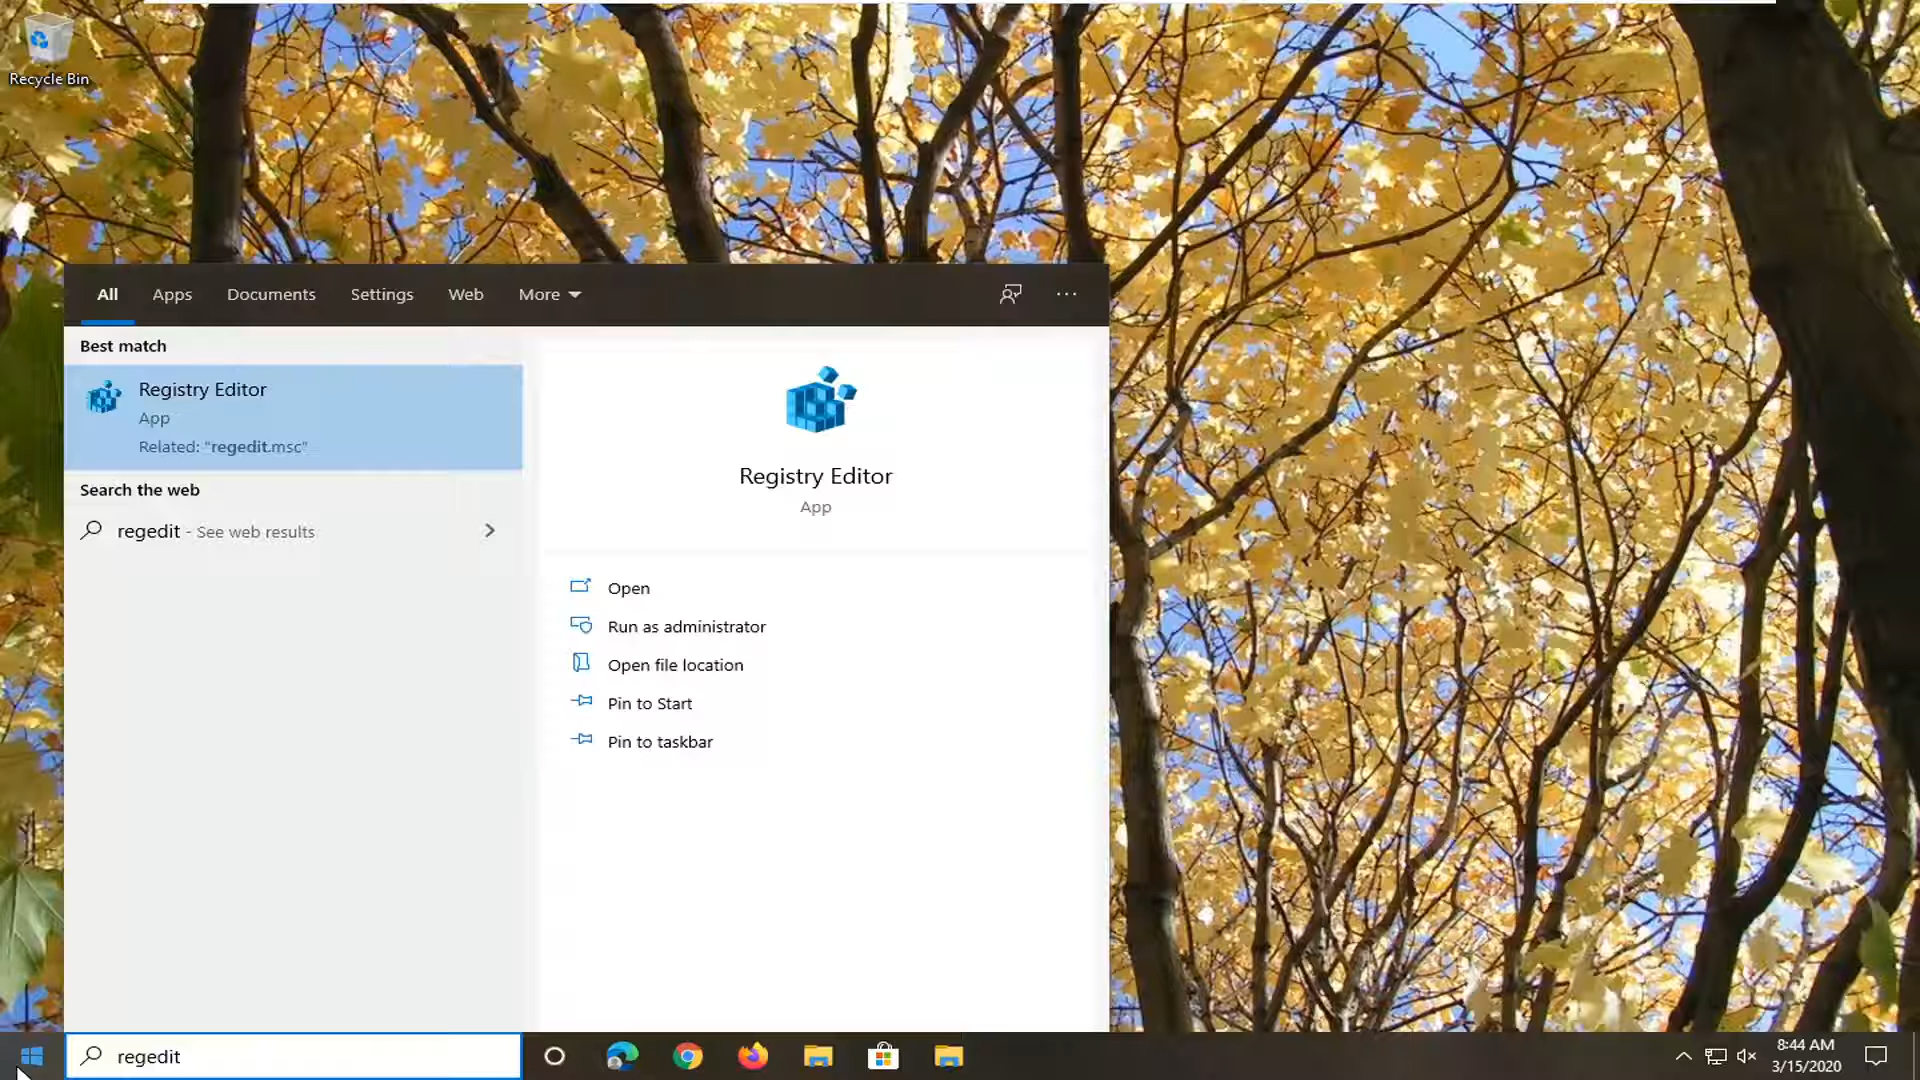 Recycle Bin
All Apps Documents Settings Web More
Best match
Registry Editor
App
Related: "regedit.msc"
Search the web
regedit - See web results
Registry Editor
App
Open
Run as administrator
Open file location
Pin to Start
Pin to taskbar
regedit
8:44 AM
3/15/2020